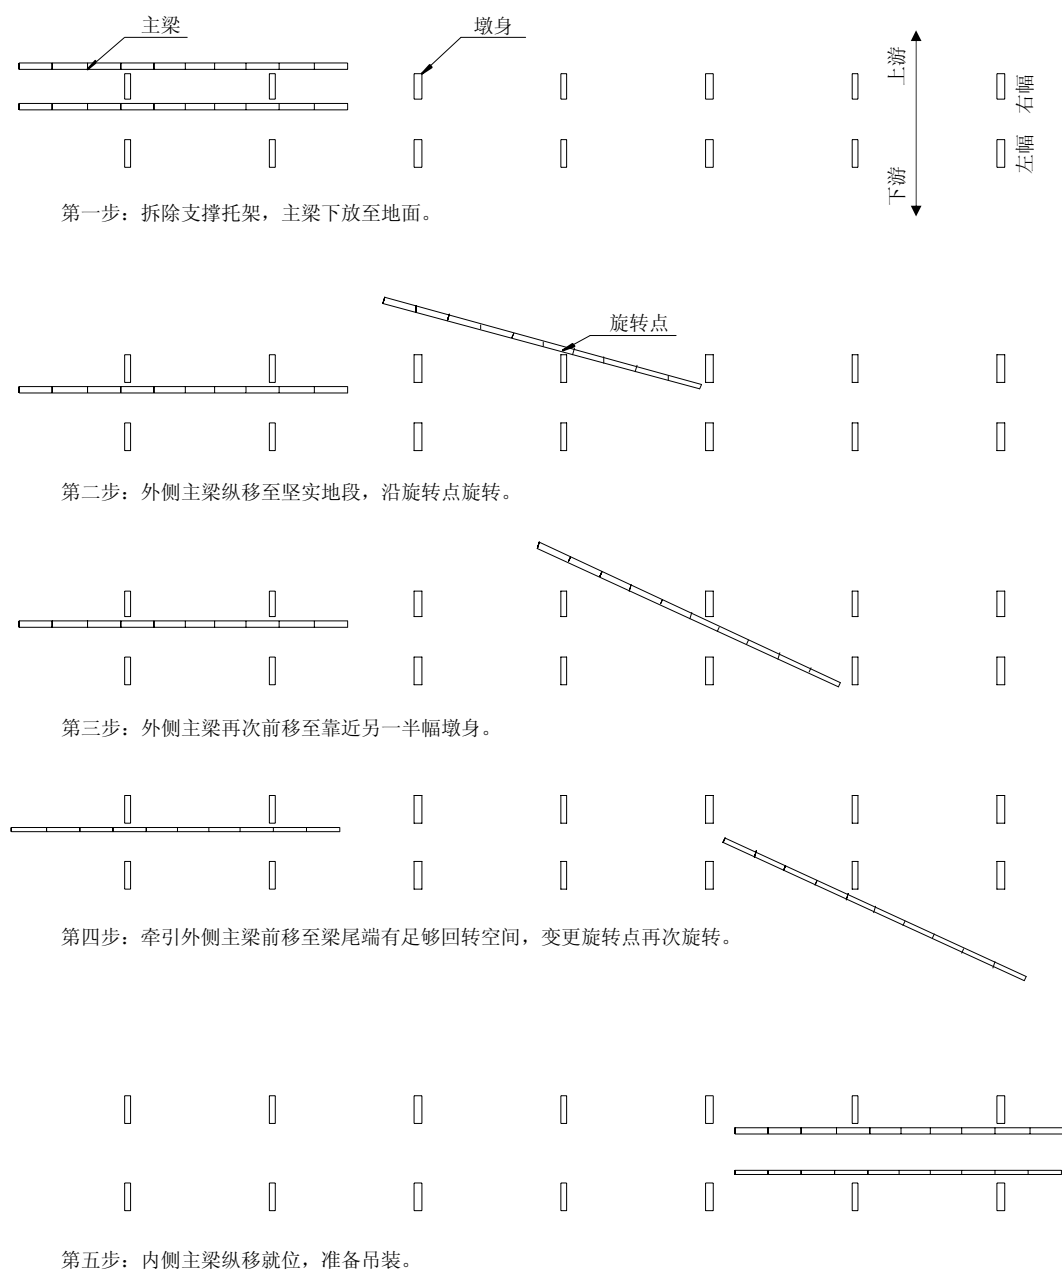 主梁
墩身
上游
下游
右幅
左幅
第一步：拆除支撑托架，主梁下放至地面。
旋转点
第二步：外侧主梁纵移至坚实地段，沿旋转点旋转。
第三步：外侧主梁再次前移至靠近另一半幅墩身。
第四步：牵引外侧主梁前移至梁尾端有足够回转空间，变更旋转点再次旋转。
第五步：内侧主梁纵移就位，准备吊装。